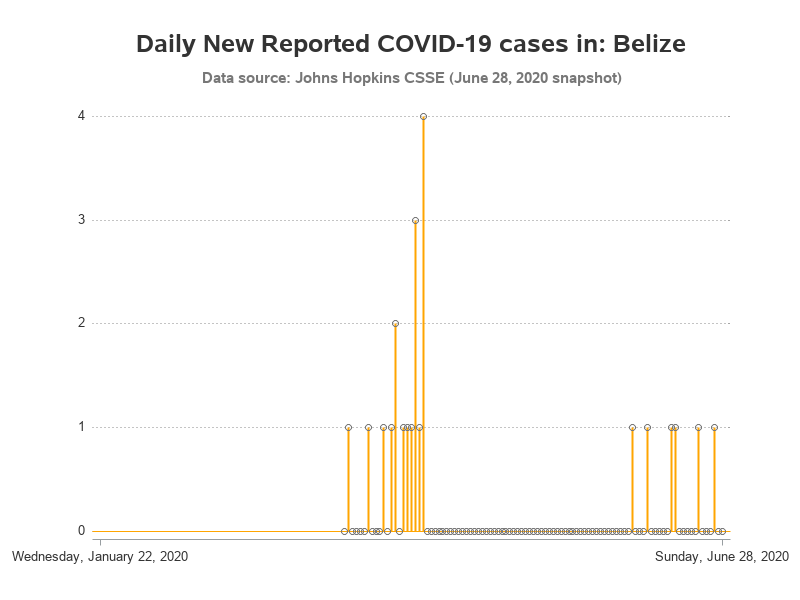 Daily New Reported COVID-19 cases in: Belize
Data source: Johns Hopkins CSSE (June 28, 2020 snapshot)
4
3
2
1
0
Wednesday, January 22, 2020
Sunday, June 28, 2020